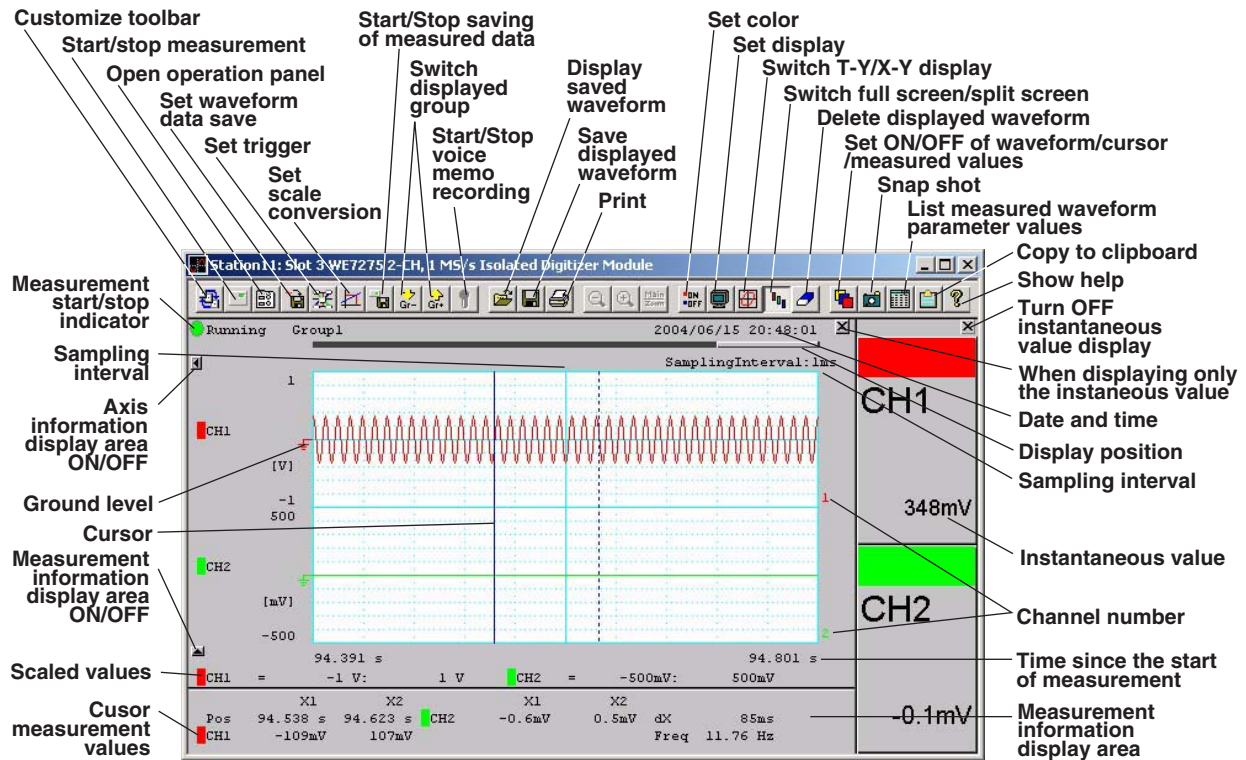 Customize toolbar
Start/stop measurement
Open operation panel
Set waveform
data save
Set trigger
Set
scale
conversion
Start/Stop saving
of measured data
Switch
displayed
group
Start/Stop
voice
memo
recording
Display
saved
waveform
Save
displayed
waveform
Print
Set color
Set display
Switch T-Y/X-Y display
Switch full screen/split screen
Delete displayed waveform
Set ON/OFF of waveform/cursor
/measured values
Snap shot
List measured waveform
parameter values
Copy to clipboard
Show help
Turn OFF
instantaneous
value display
When displaying only
the instaneous value
Date and time
Display position
Sampling interval
Instantaneous value
Channel number
Time since the start
of measurement
Measurement
information
display area
Measurement
start/stop
indicator
Sampling
interval
Axis
information
display area
ON/OFF
Ground level
Cursor
Measurement
information
display area
ON/OFF
Scaled values
Cusor
measurement
values
Station11: Slot 3 WE7275 2-CH, 1 MS/s Isolated Digitizer Module
Gr- Gr+ Main Zoom ON OFF
Running Group1 2004/06/15 20:48:01
SamplingInterval:1ms
1
CH1
[V]
-1
1
500
CH2
[mV]
-500
2
94.391 s 94.801 s
CH1 = -1 V: 1 V CH2 = -500mV: 500mV
X1 X2 X1 X2
Pos 94.538 s 94.623 s CH2 -0.6mV 0.5mV dX 85ms
CH1 -109mV 107mV Freq 11.76 Hz
CH1
348mV
CH2
-0.1mV